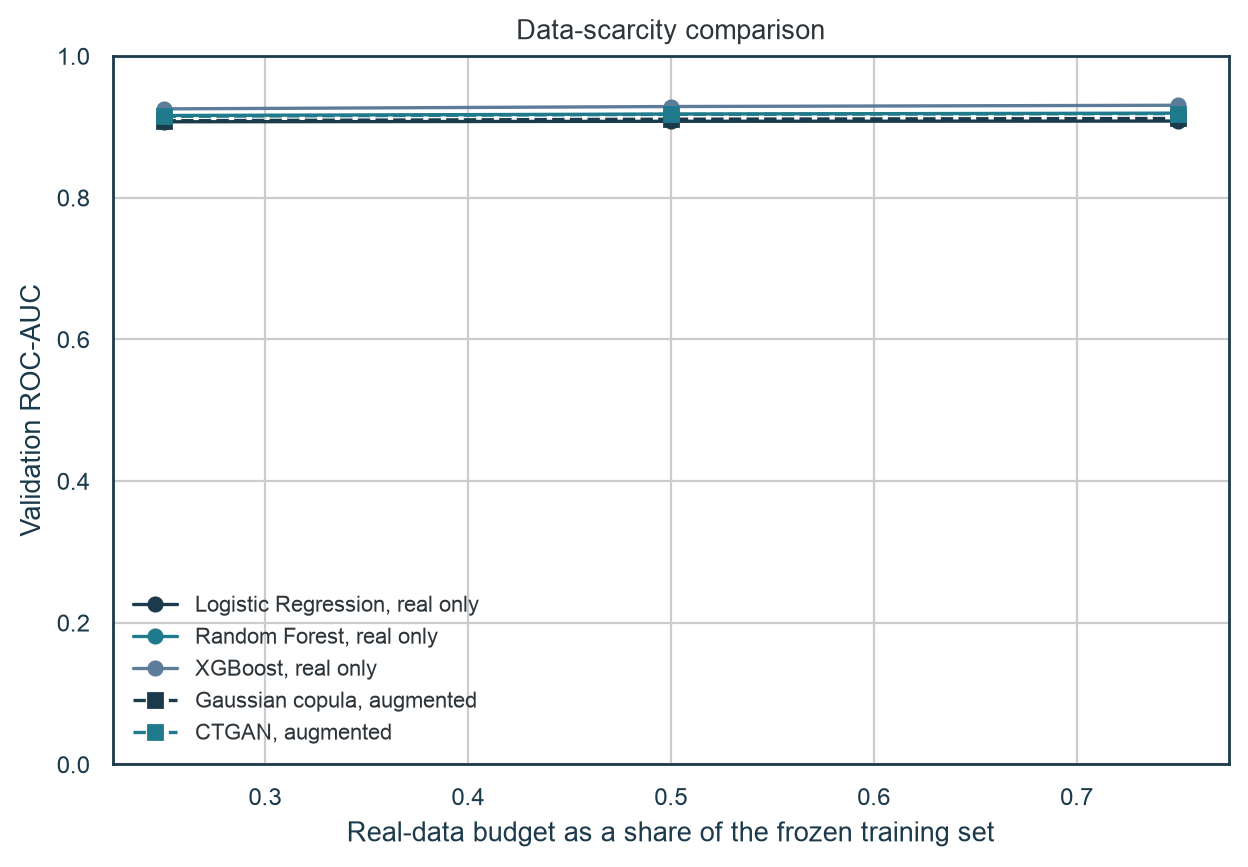 Data-scarcity comparison
1.0
0.8
0.6
0.4
0.2
0.0
Validation ROC-AUC
Logistic Regression, real only
Random Forest, real only
XGBoost, real only
Gaussian copula, augmented
CTGAN, augmented
0.3 0.4 0.5 0.6 0.7
Real-data budget as a share of the frozen training set